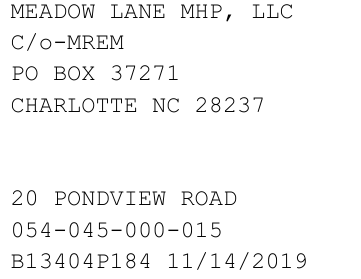 MEADOW LANE MHP, LLC
C/o-MREM
PO BOX 37271
CHARLOTTE NC 28237
20 PONDVIEW ROAD
054-045-000-015
B13404P184 11/14/2019